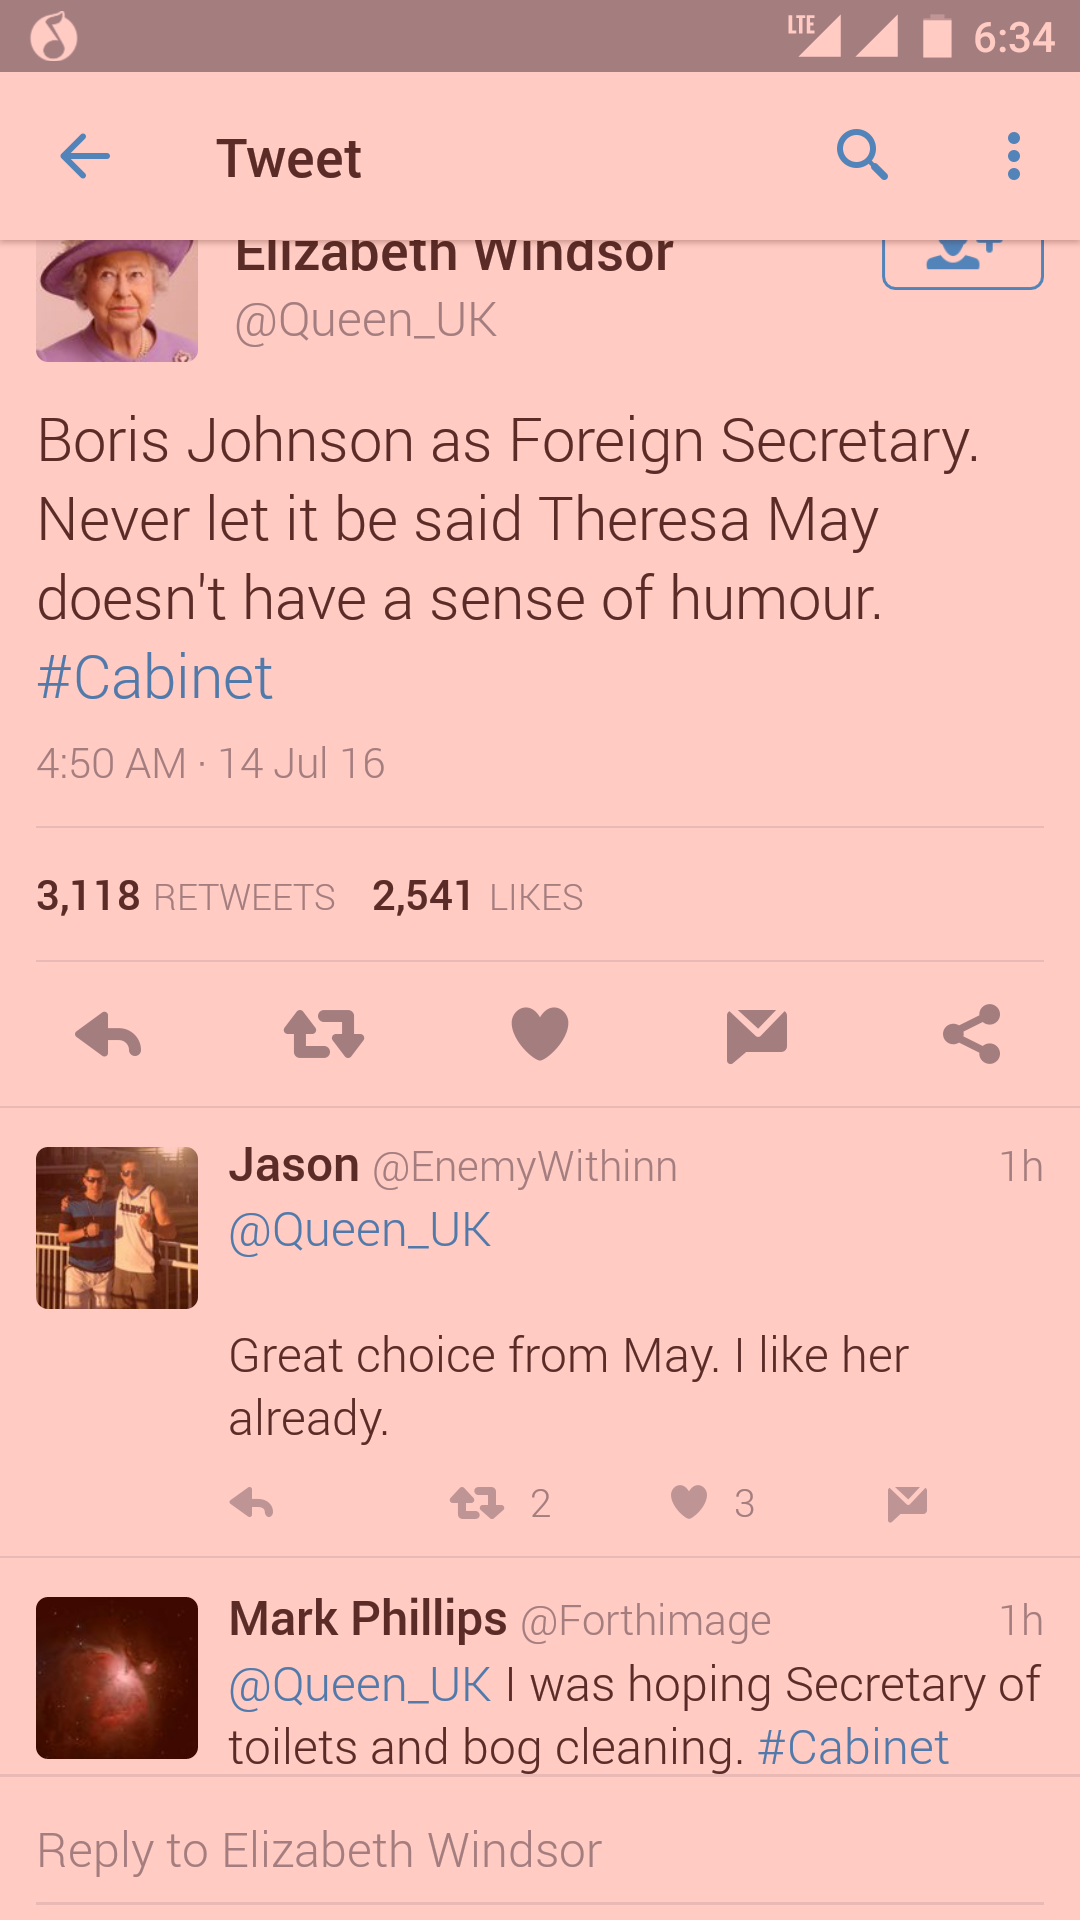 LTE 6:34
Tweet
Elizabeth Windsor
@Queen_UK
Boris Johnson as Foreign Secretary.
Never let it be said Theresa May
doesn't have a sense of humour.
#Cabinet
4:50 AM · 14 Jul 16
3,118 RETWEETS 2,541 LIKES
Jason @EnemyWithinn 1h
@Queen_UK
Great choice from May. I like her
already.
2 3
Mark Phillips @Forthimage 1h
@Queen_UK I was hoping Secretary of
toilets and bog cleaning. #Cabinet
Reply to Elizabeth Windsor